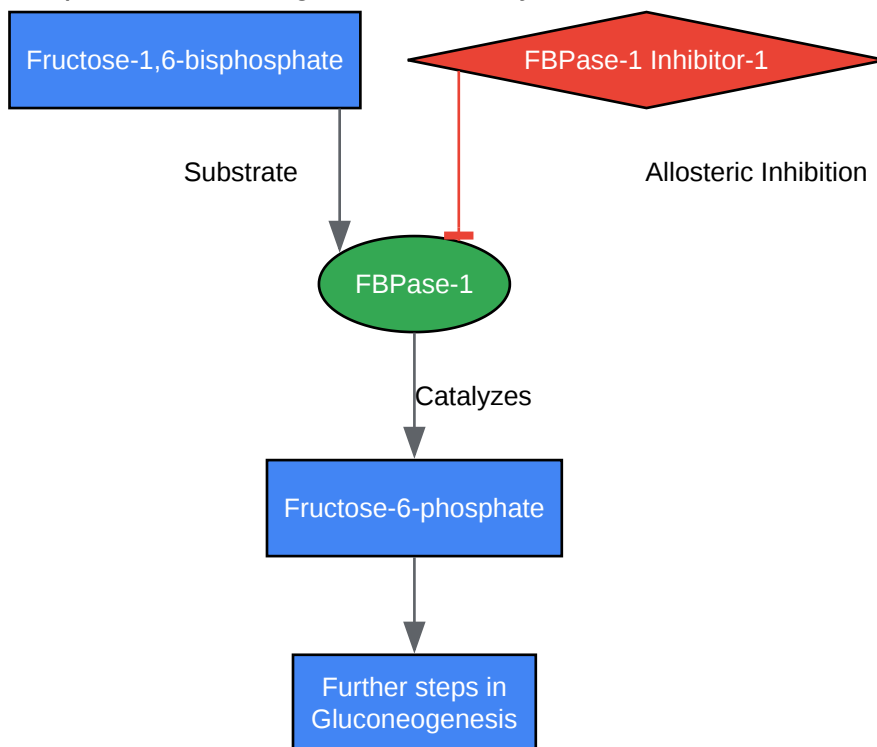 Fructose-1,6-bisphosphate
FBPase-1 Inhibitor-1
Substrate
Allosteric Inhibition
FBPase-1
Catalyzes
Fructose-6-phosphate
Further steps in
Gluconeogenesis